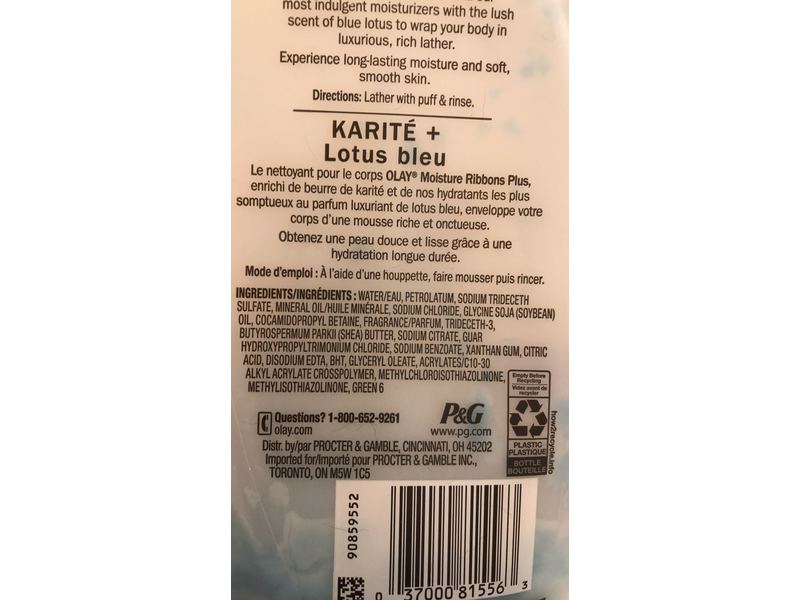 most indulgent moisturizers with the lush
scent of blue lotus to wrap your body in
luxurious, rich lather.
Experience long-lasting moisture and soft,
smooth skin.
Directions: Lather with puff & rinse.
KARITÉ +
Lotus bleu
Le nettoyant pour le corps OLAY® Moisture Ribbons Plus,
enrichi de beurre de karité et de nos hydratants les plus
somptueux au parfum luxuriant de lotus bleu, enveloppe votre
corps d'une mousse riche et onctueuse.
Obtenez une peau douce et lisse grâce à une
hydratation longue durée.
Mode d'emploi : À l'aide d'une houppette, faire mousser puis rincer.
INGREDIENTS/INGRÉDIENTS : WATER/EAU, PETROLATUM, SODIUM TRIDECETH
SULFATE, MINERAL OIL/HUILE MINÉRALE, SODIUM CHLORIDE, GLYCINE SOJA (SOYBEAN)
OIL, COCAMIDOPROPYL BETAINE, FRAGRANCE/PARFUM, TRIDECETH-3,
BUTYROSPERMUM PARKII (SHEA) BUTTER, SODIUM CITRATE, GUAR
HYDROXYPROPYLTRIMONIUM CHLORIDE, SODIUM BENZOATE, XANTHAN GUM, CITRIC
ACID, DISODIUM EDTA, BHT, GLYCERYL OLEATE, ACRYLATES/C10-30
ALKYL ACRYLATE CROSSPOLYMER, METHYLCHLOROISOTHIAZOLINONE,
METHYLISOTHIAZOLINONE, GREEN 6
Empty Before
Recycling
Videz avant de
recycler
PLASTIC
PLASTIQUE
BOTTLE
BOUTEILLE
how2recycle.info
Questions? 1-800-652-9261
olay.com
P&G
www.pg.com
Distr. by/par PROCTER & GAMBLE, CINCINNATI, OH 45202
Imported for/Importé pour PROCTER & GAMBLE INC.,
TORONTO, ON M5W 1C5
90859552
0 37000 81556 3